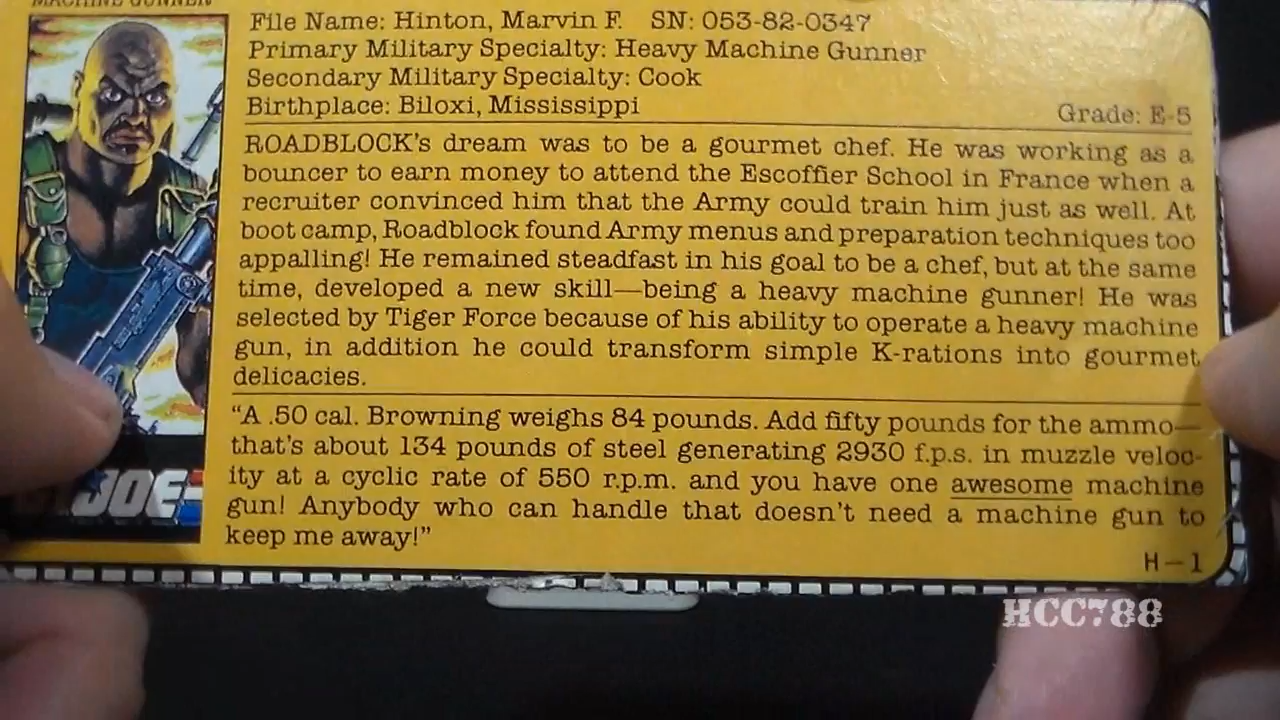 MACHINE GUNNER
File Name: Hinton, Marvin F. SN: 053-82-0347
Primary Military Specialty: Heavy Machine Gunner
Secondary Military Specialty: Cook
Birthplace: Biloxi, Mississippi Grade: E-5
ROADBLOCK's dream was to be a gourmet chef. He was working as a
bouncer to earn money to attend the Escoffier School in France when a
recruiter convinced him that the Army could train him just as well. At
boot camp, Roadblock found Army menus and preparation techniques too
appalling! He remained steadfast in his goal to be a chef, but at the same
time, developed a new skill—being a heavy machine gunner! He was
selected by Tiger Force because of his ability to operate a heavy machine
gun, in addition he could transform simple K-rations into gourmet
delicacies.
“A .50 cal. Browning weighs 84 pounds. Add fifty pounds for the ammo—
that's about 134 pounds of steel generating 2930 f.p.s. in muzzle veloc-
ity at a cyclic rate of 550 r.p.m. and you have one awesome machine
gun! Anybody who can handle that doesn't need a machine gun to
keep me away!”
H-1
JOE
HCC788